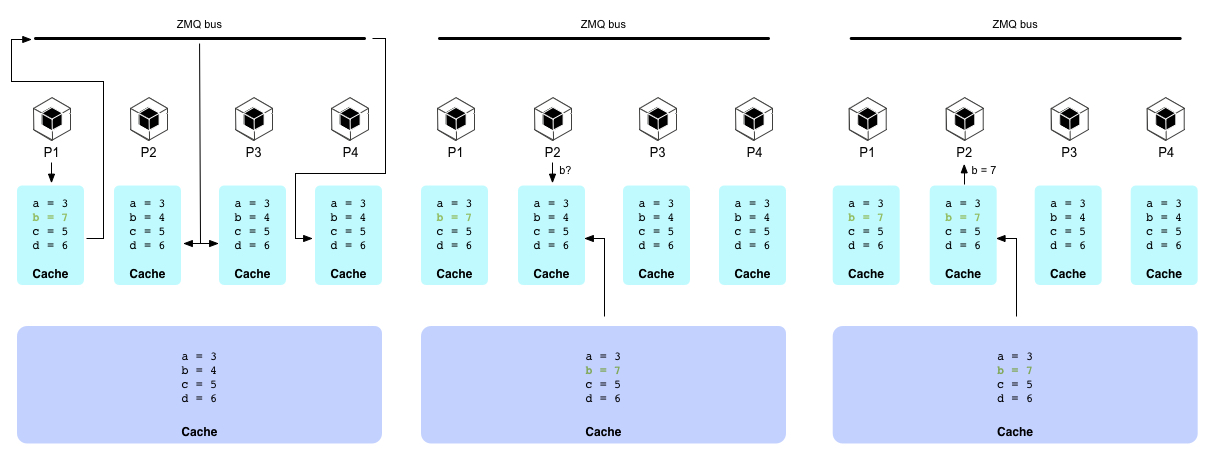 ZMQ bus
P1
P2
P3
P4
a = 3
b = 7
c = 5
d = 6
Cache
a = 3
b = 4
c = 5
d = 6
Cache
a = 3
b = 4
c = 5
d = 6
Cache
a = 3
b = 4
c = 5
d = 6
Cache
a = 3
b = 4
c = 5
d = 6
Cache
ZMQ bus
P1
P2
P3
P4
b?
a = 3
b = 7
c = 5
d = 6
Cache
a = 3
b = 4
c = 5
d = 6
Cache
a = 3
b = 4
c = 5
d = 6
Cache
a = 3
b = 4
c = 5
d = 6
Cache
a = 3
b = 7
c = 5
d = 6
Cache
ZMQ bus
P1
P2
P3
P4
b = 7
a = 3
b = 7
c = 5
d = 6
Cache
a = 3
b = 7
c = 5
d = 6
Cache
a = 3
b = 4
c = 5
d = 6
Cache
a = 3
b = 4
c = 5
d = 6
Cache
a = 3
b = 7
c = 5
d = 6
Cache